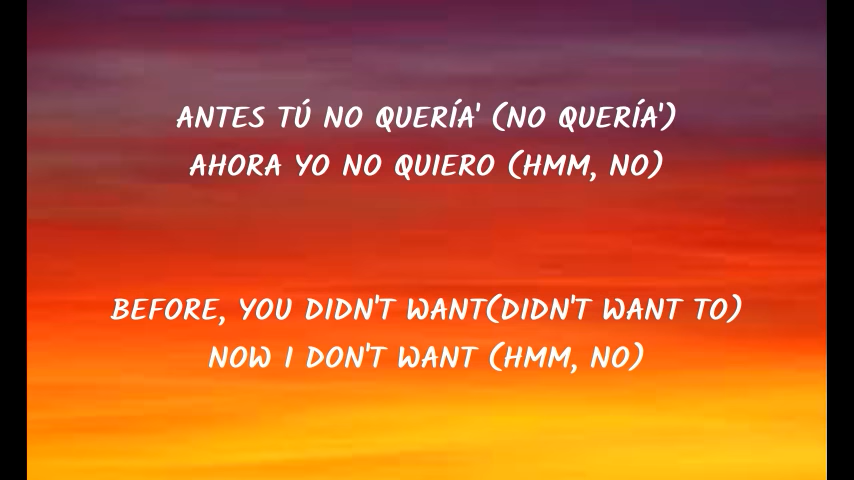 ANTES TÚ NO QUERÍA' (NO QUERÍA')
AHORA YO NO QUIERO (HMM, NO)
BEFORE, YOU DIDN'T WANT(DIDN'T WANT TO)
NOW I DON'T WANT (HMM, NO)